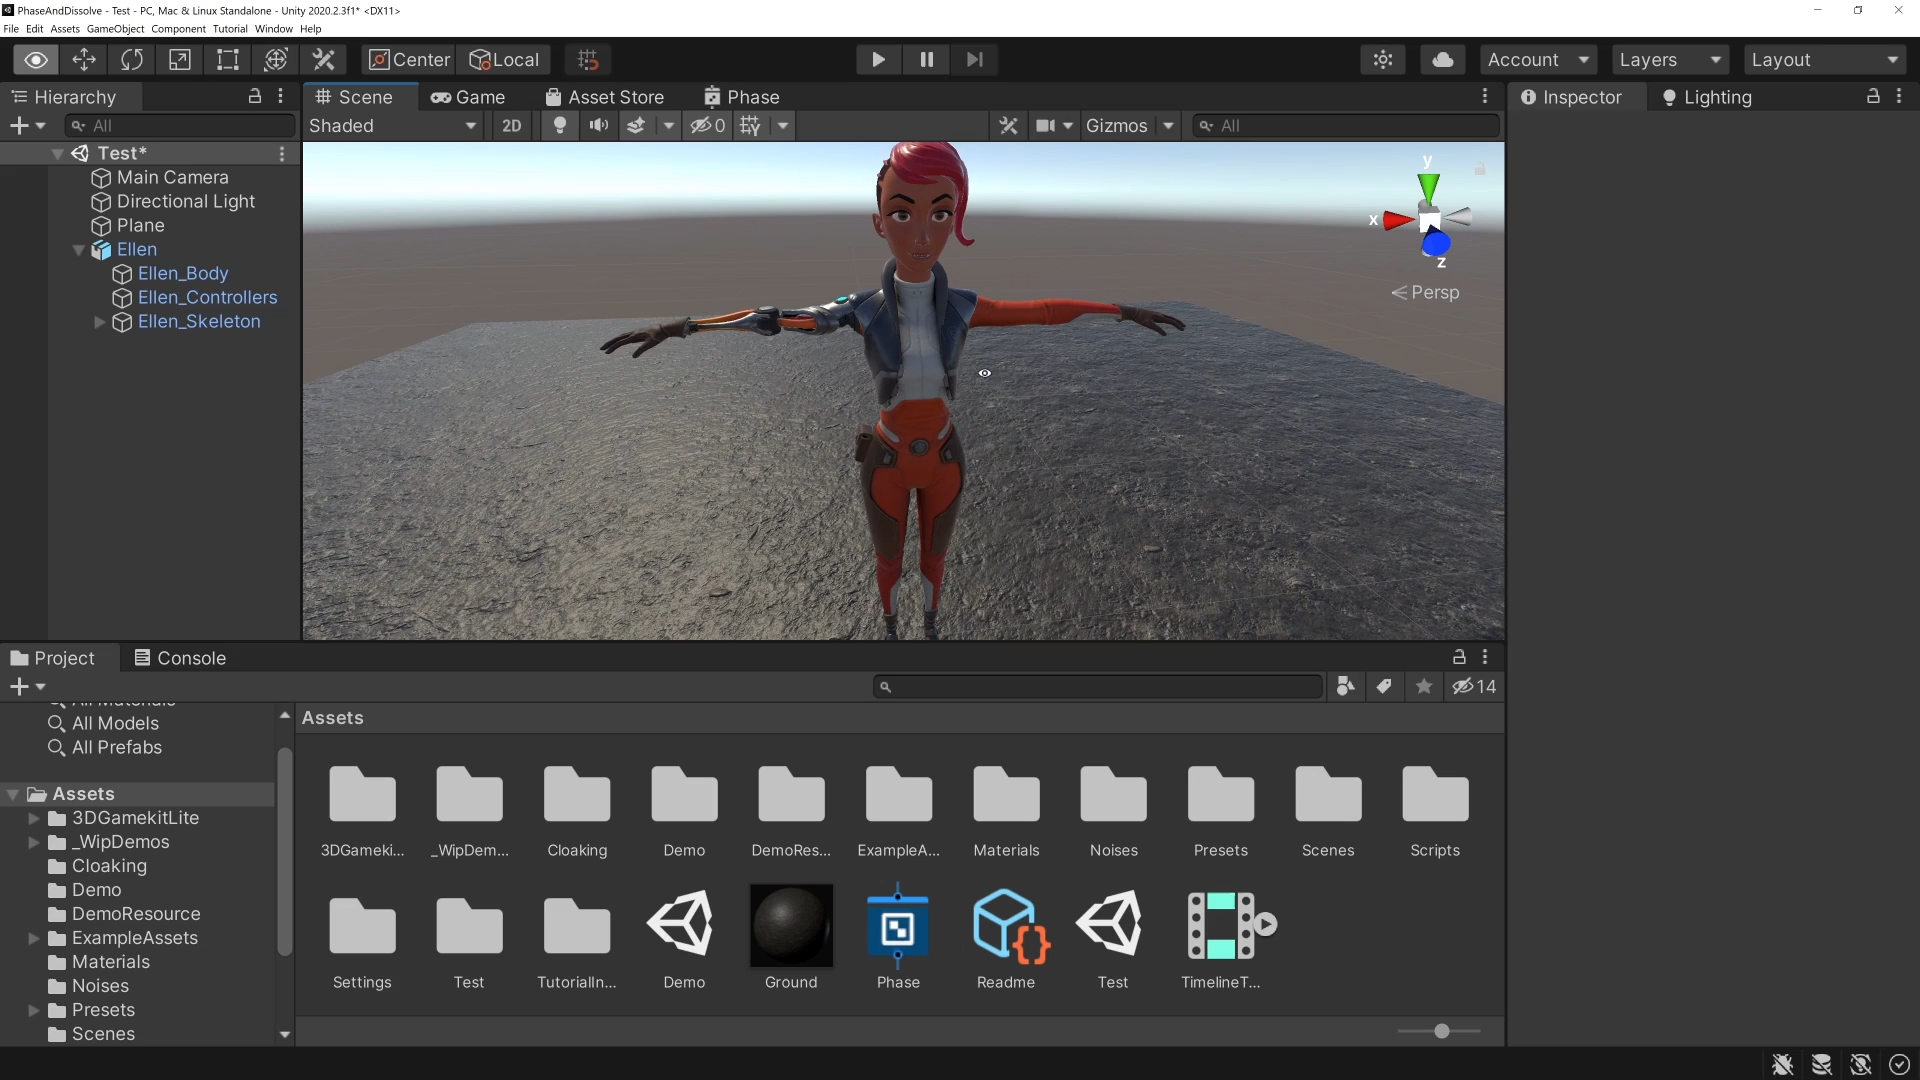 PhaseAndDissolve - Test - PC, Mac & Linux Standalone - Unity 2020.2.3f1* <DX11>
File Edit Assets GameObject Component Tutorial Window Help
Center Local Account Layers Layout
Hierarchy
Scene Game Asset Store Phase
Inspector Lighting
All
Shaded 2D 0 Gizmos All
Test*
Main Camera
Directional Light
Plane
Ellen
Ellen_Body
Ellen_Controllers
Ellen_Skeleton
y
x
z
Persp
Project Console
14
All Materials
All Models
All Prefabs
Assets
3DGamekitLite
_WipDemos
Cloaking
Demo
DemoResource
ExampleAssets
Materials
Noises
Presets
Scenes
Assets
3DGameki... _WipDem... Cloaking Demo DemoRes... ExampleA... Materials Noises Presets Scenes Scripts
Settings Test TutorialIn... Demo Ground Phase Readme Test TimelineT...